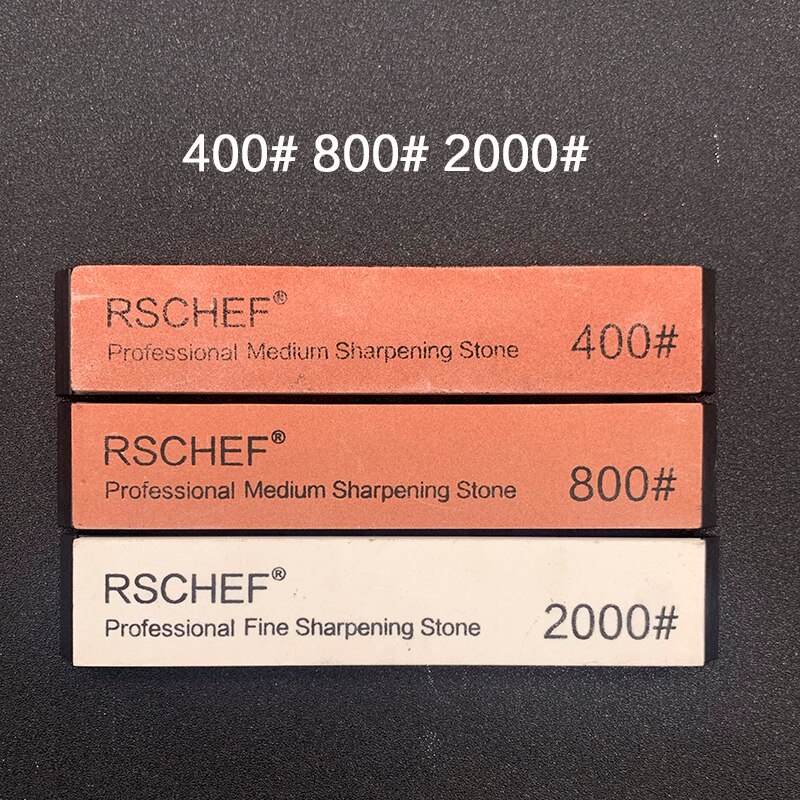 400# 800# 2000#
RSCHEF®
Professional Medium Sharpening Stone 400#
RSCHEF®
Professional Medium Sharpening Stone 800#
RSCHEF®
Professional Fine Sharpening Stone 2000#